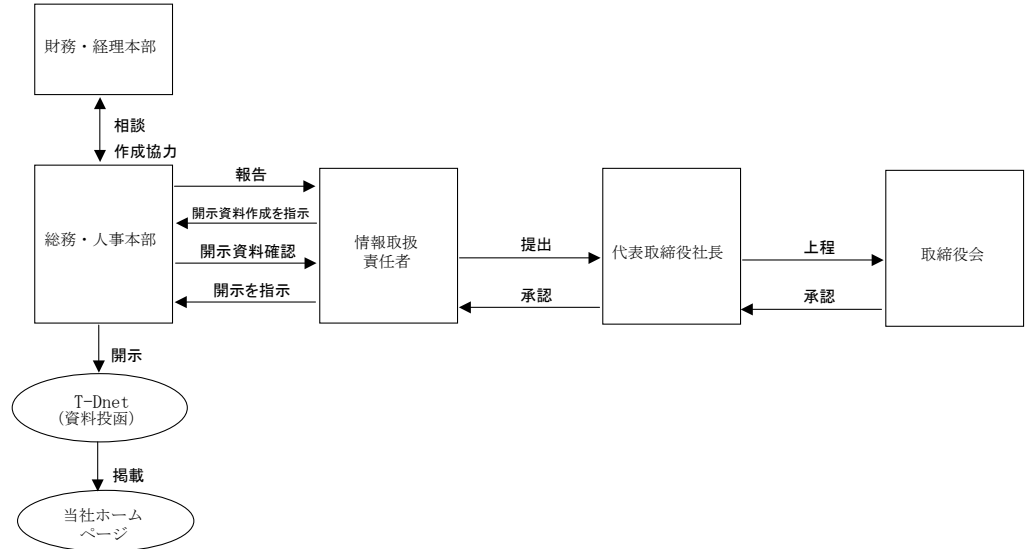 財務・経理本部
相談
作成協力
総務・人事本部
報告
開示資料作成を指示
開示資料確認
開示を指示
情報取扱
責任者
提出
承認
代表取締役社長
上程
承認
取締役会
開示
T-Dnet
(資料投函)
掲載
当社ホーム
ページ